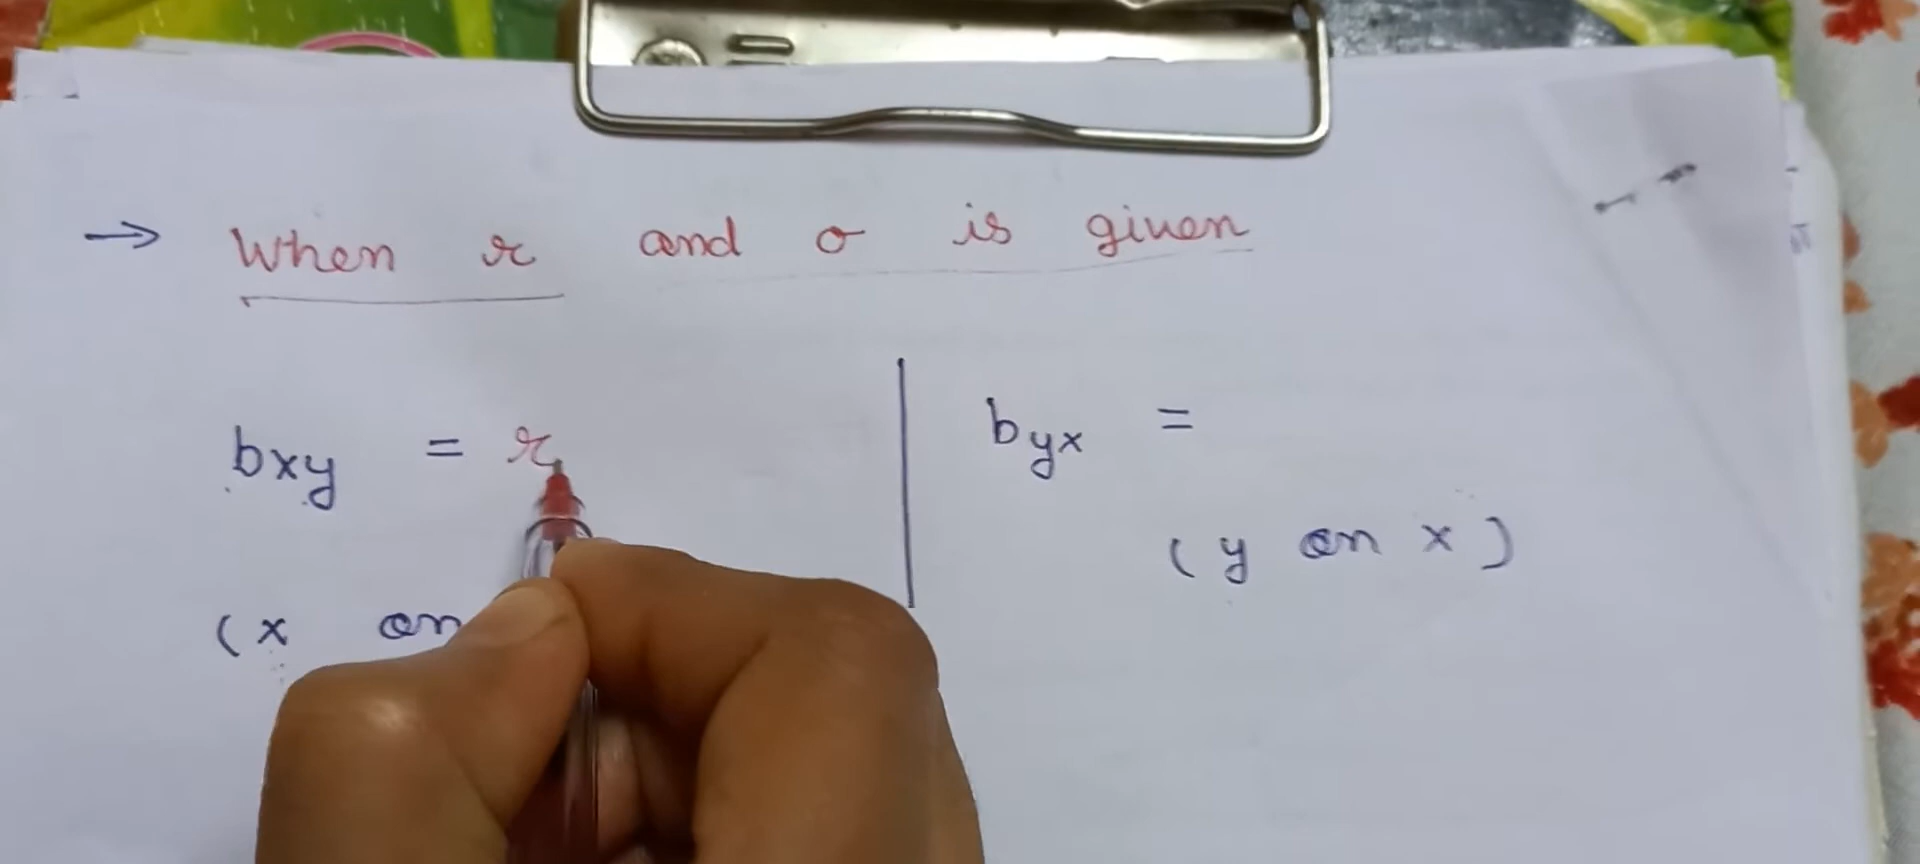 → When r and σ is given
bxy = r
byx =
(x on
(y on x)